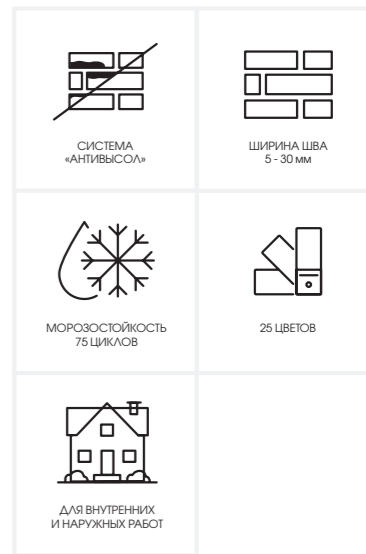 СИСТЕМА
«АНТИВЫСОЛ»
ШИРИНА ШВА
5 - 30 мм
МОРОЗОСТОЙКОСТЬ
75 ЦИКЛОВ
25 ЦВЕТОВ
ДЛЯ ВНУТРЕННИХ
И НАРУЖНЫХ РАБОТ